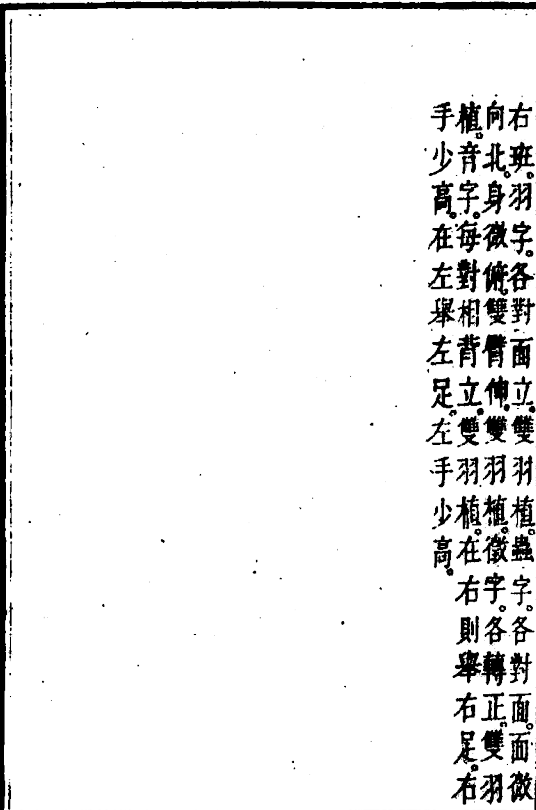 右班。羽字。各對面立。雙羽植。蟲字。各對面。面微
向北。身微俯。雙臂伸。雙羽植。徵字。各轉正。雙羽
植。音字。每對相背立。雙羽植。在右則舉右足。右
手少高。在左舉左足。左手少高。